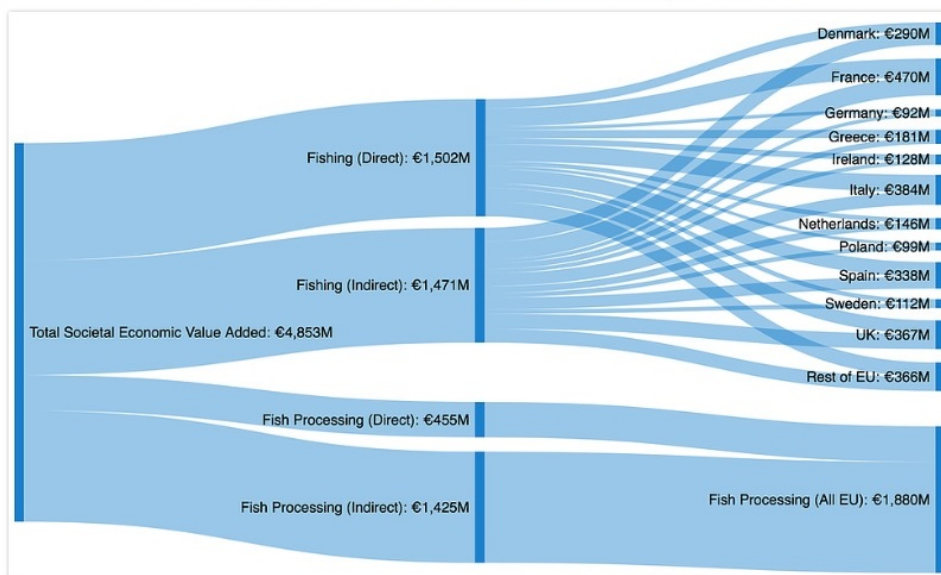 Denmark: €290M
France: €470M
Germany: €92M
Greece: €181M
Ireland: €128M
Italy: €384M
Netherlands: €146M
Poland: €99M
Spain: €338M
Sweden: €112M
UK: €367M
Rest of EU: €366M
Fishing (Direct): €1,502M
Fishing (Indirect): €1,471M
Total Societal Economic Value Added: €4,853M
Fish Processing (Direct): €455M
Fish Processing (Indirect): €1,425M
Fish Processing (All EU): €1,880M